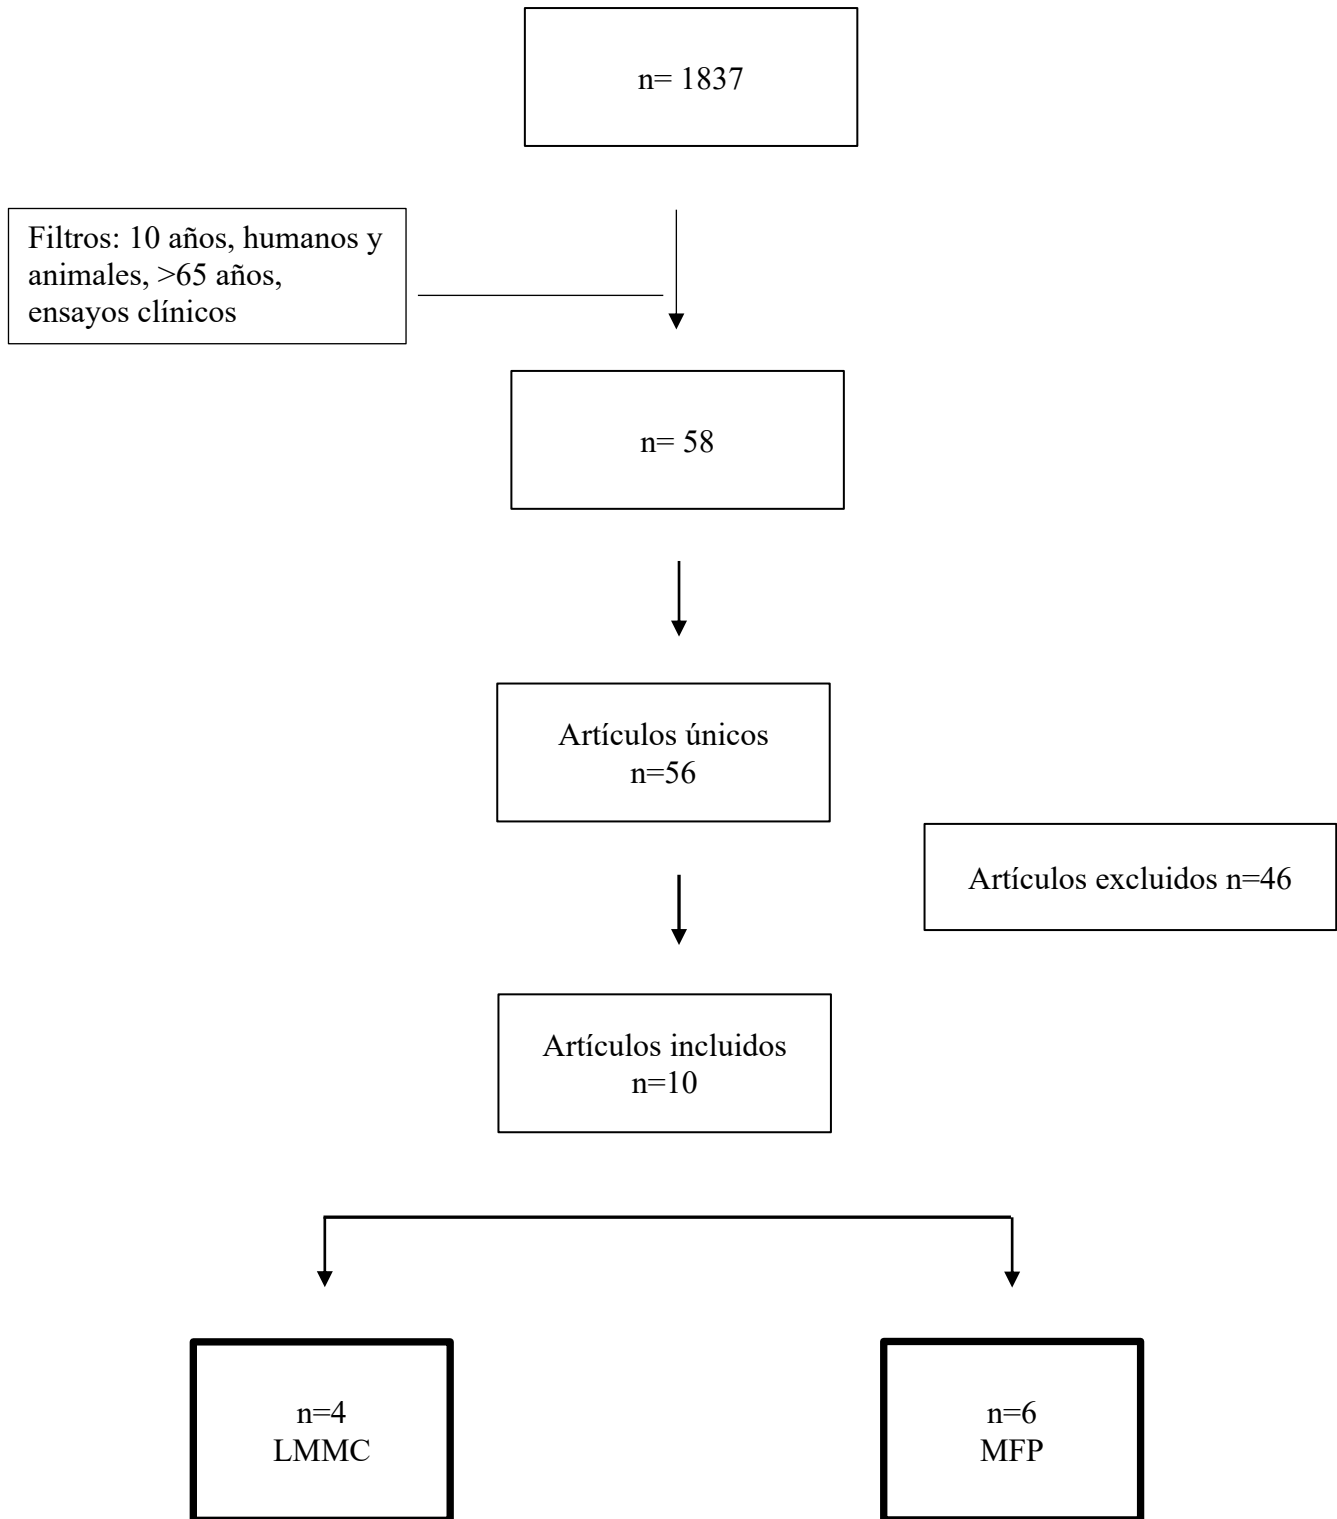 n= 1837
Filtros: 10 años, humanos y
animales, >65 años,
ensayos clínicos
n= 58
Artículos únicos
n=56
Artículos excluidos n=46
Artículos incluidos
n=10
n=4
LMMC
n=6
MFP